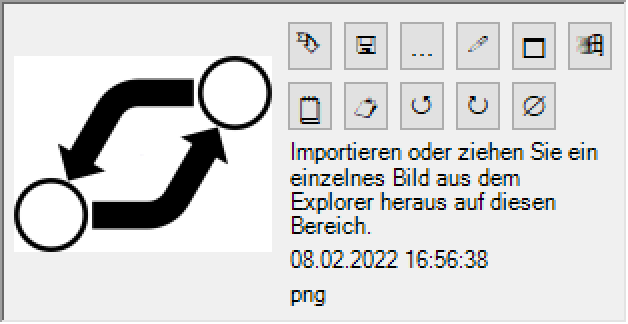 ...
Importieren oder ziehen Sie ein
einzelnes Bild aus dem
Explorer heraus auf diesen
Bereich.
08.02.2022 16:56:38
png